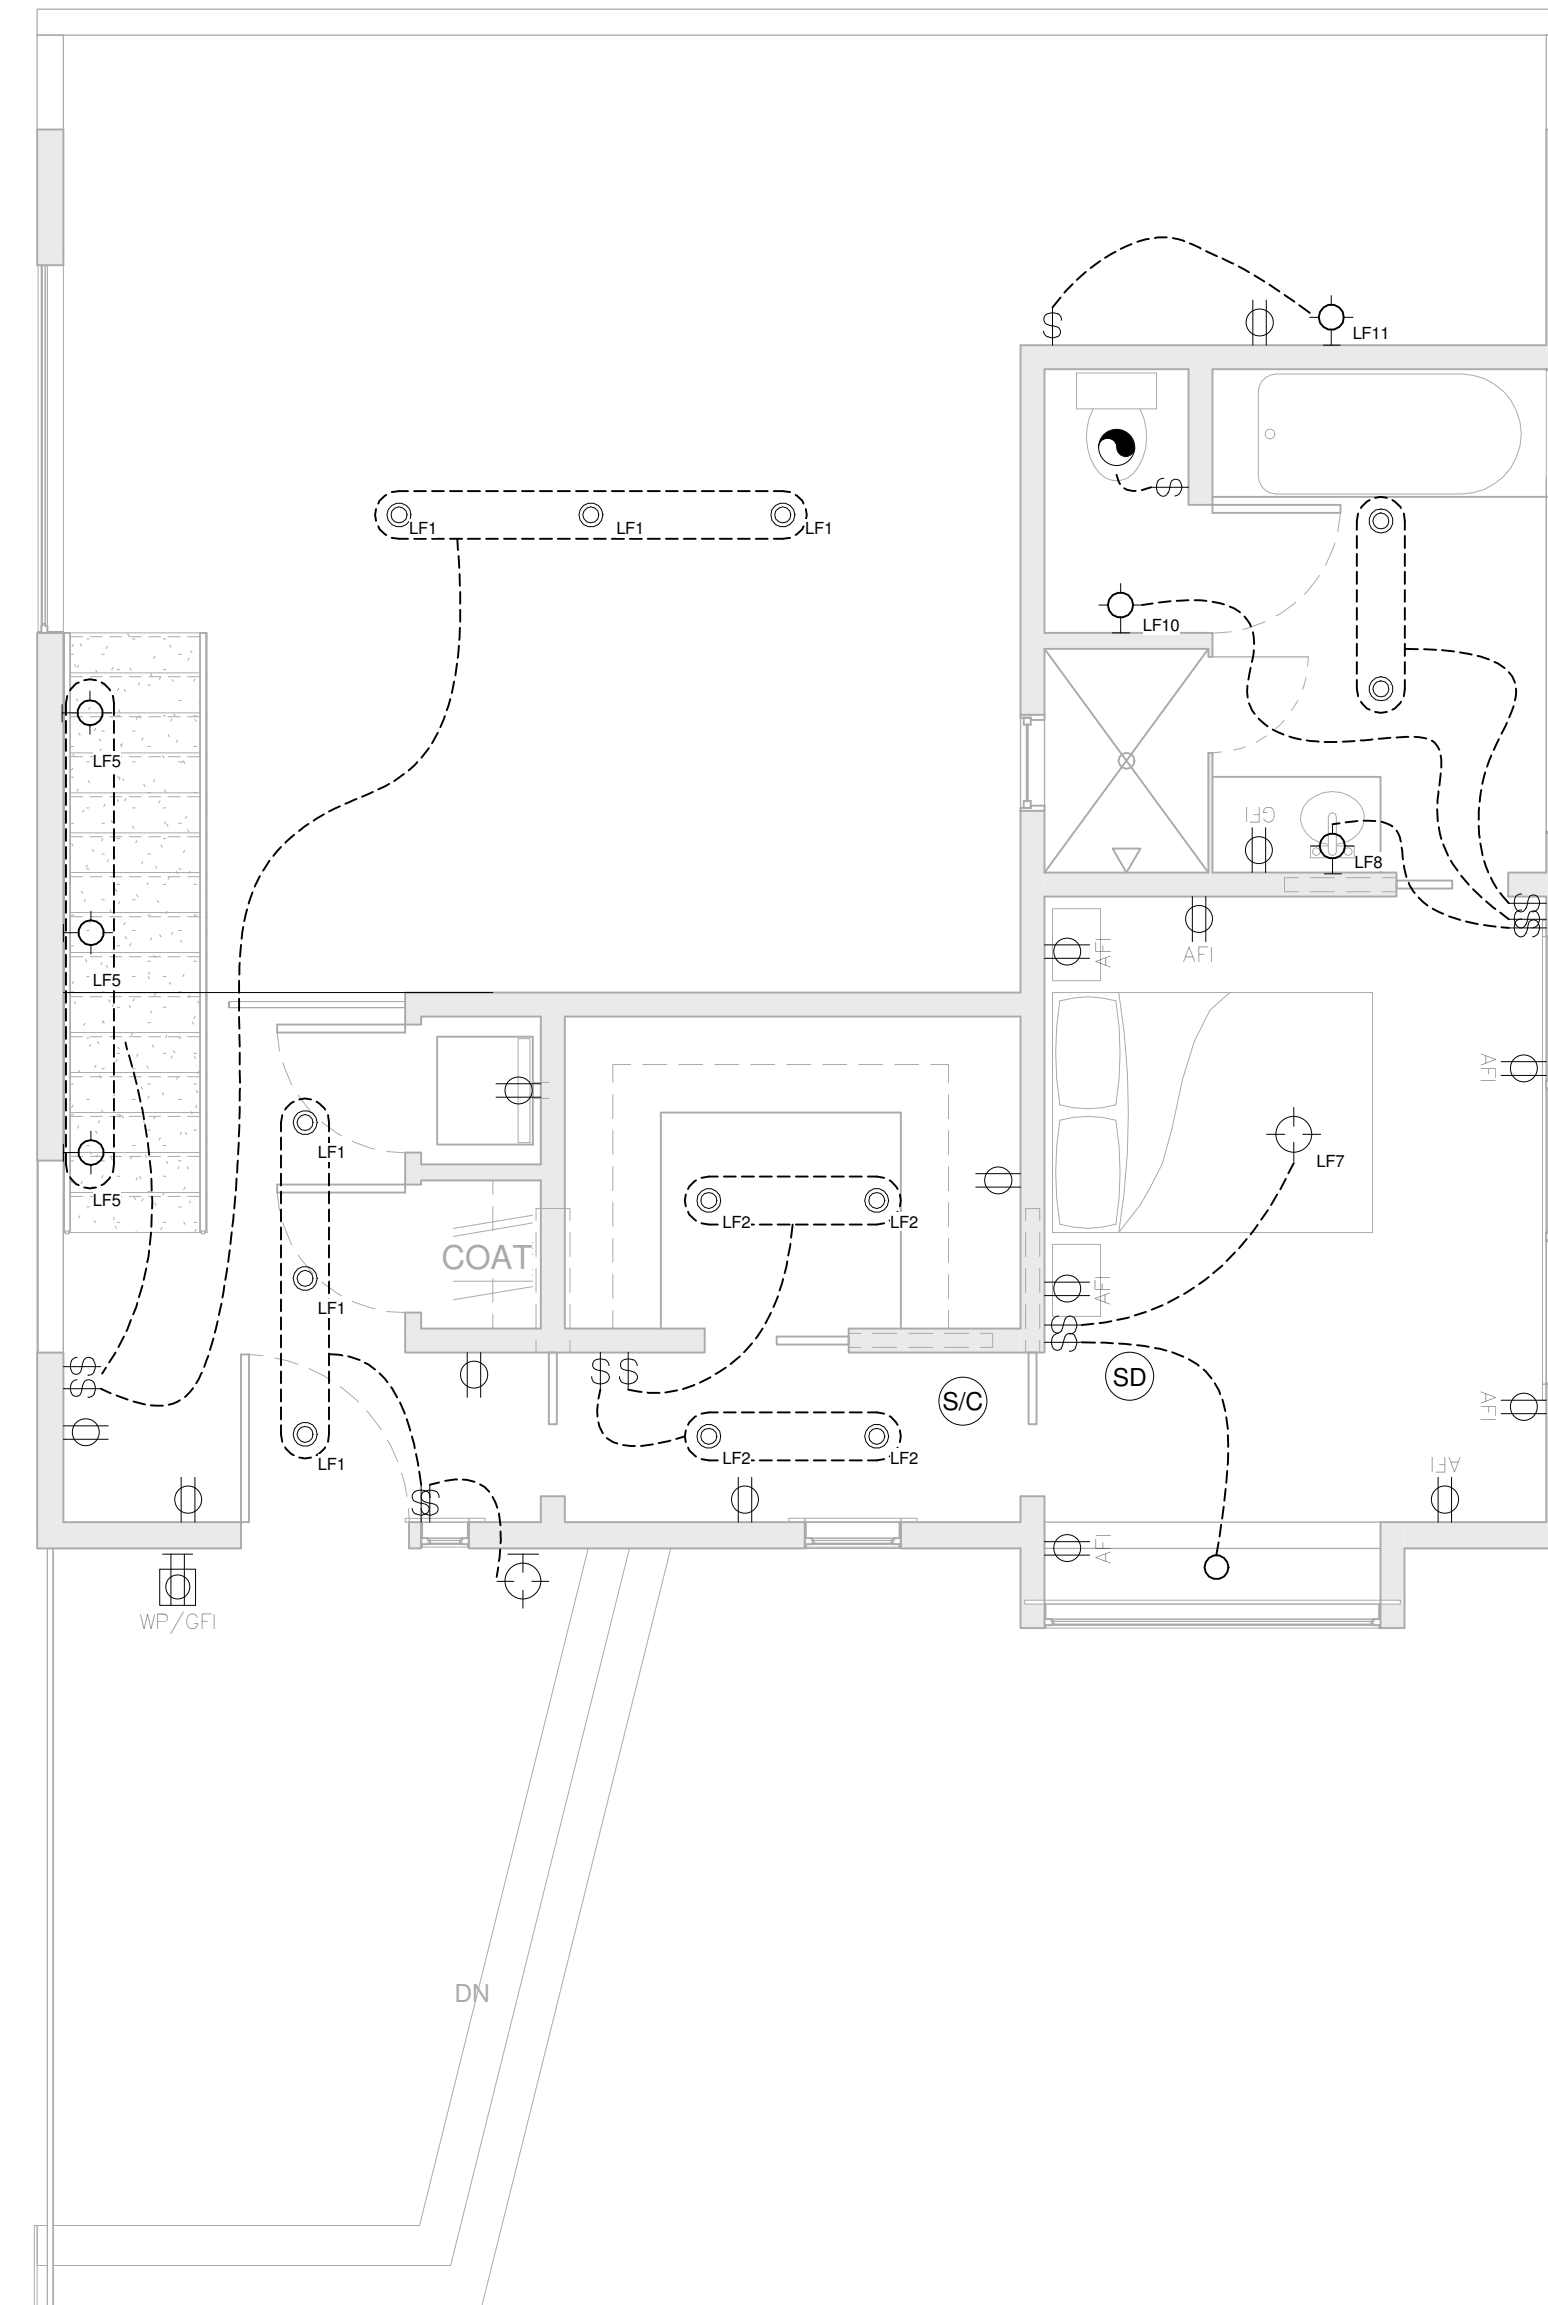 $
LF11
LF1 LF1 LF1
$
LF10
LF5
GFI
LF8
$
$
$
AFI
AFI
LF5
AFI
LF1
LF7
LF5
LF2 LF2
COAT
AFI
LF1
$
$
$
$
$ $
SD
S/C
AFI
LF2 LF2
LF1
AFI
$ $
AFI
WP/GFI
DN